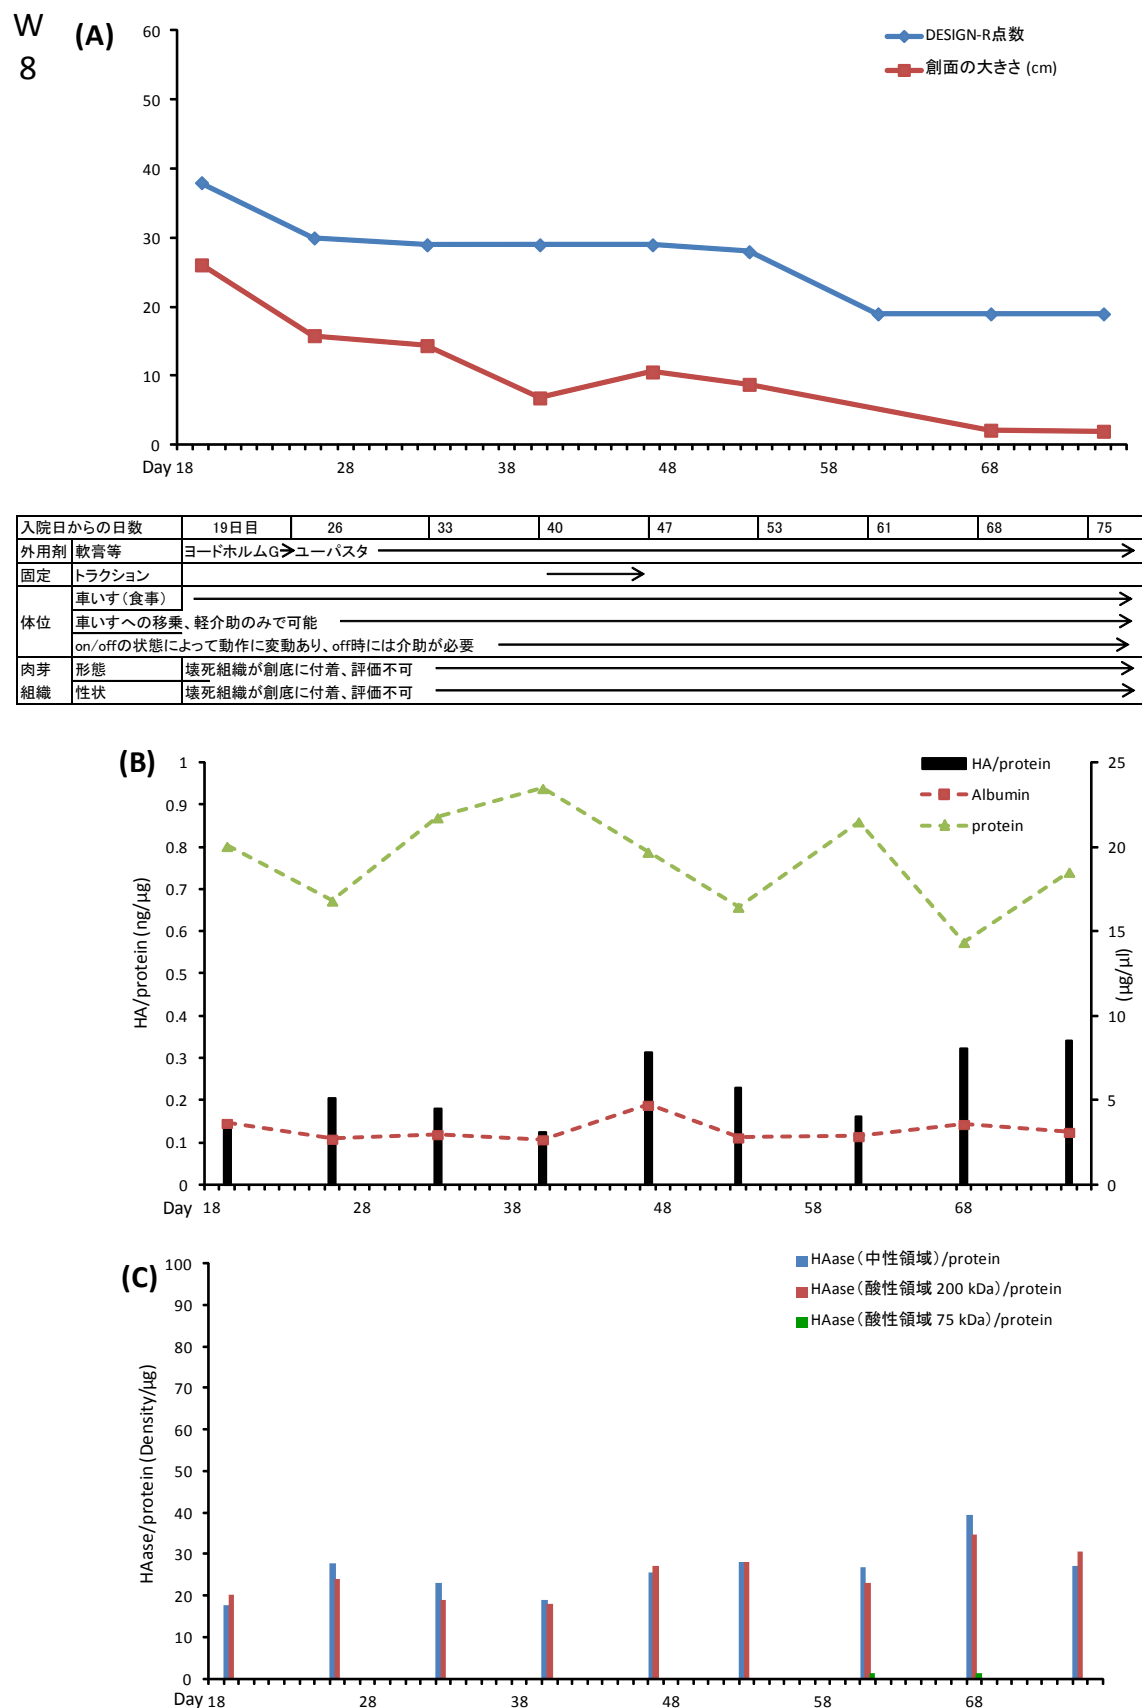 W
8
(A)
DESIGN-R点数
創面の大きさ (cm)
60
50
40
30
20
10
0
Day 18 28 38 48 58 68
入院日からの日数 19日目 26 33 40 47 53 61 68 75
外用剤 軟膏等 ヨードホルムG ユーパスタ
固定 トラクション
体位 車いす(食事)
車いすへの移乗、軽介助のみで可能
on/offの状態によって動作に変動あり、off時には介助が必要
肉芽 形態 壊死組織が創底に付着、評価不可
組織 性状 壊死組織が創底に付着、評価不可
(B)
HA/protein
Albumin
protein
HA/protein (ng/μg)
1
0.9
0.8
0.7
0.6
0.5
0.4
0.3
0.2
0.1
0
25
20
15
10
5
0
(μg/μl)
Day 18 28 38 48 58 68
(C)
HAase(中性領域)/protein
HAase(酸性領域 200 kDa)/protein
HAase(酸性領域 75 kDa)/protein
HAase/protein (Density/μg)
100
90
80
70
60
50
40
30
20
10
0
Day 18 28 38 48 58 68